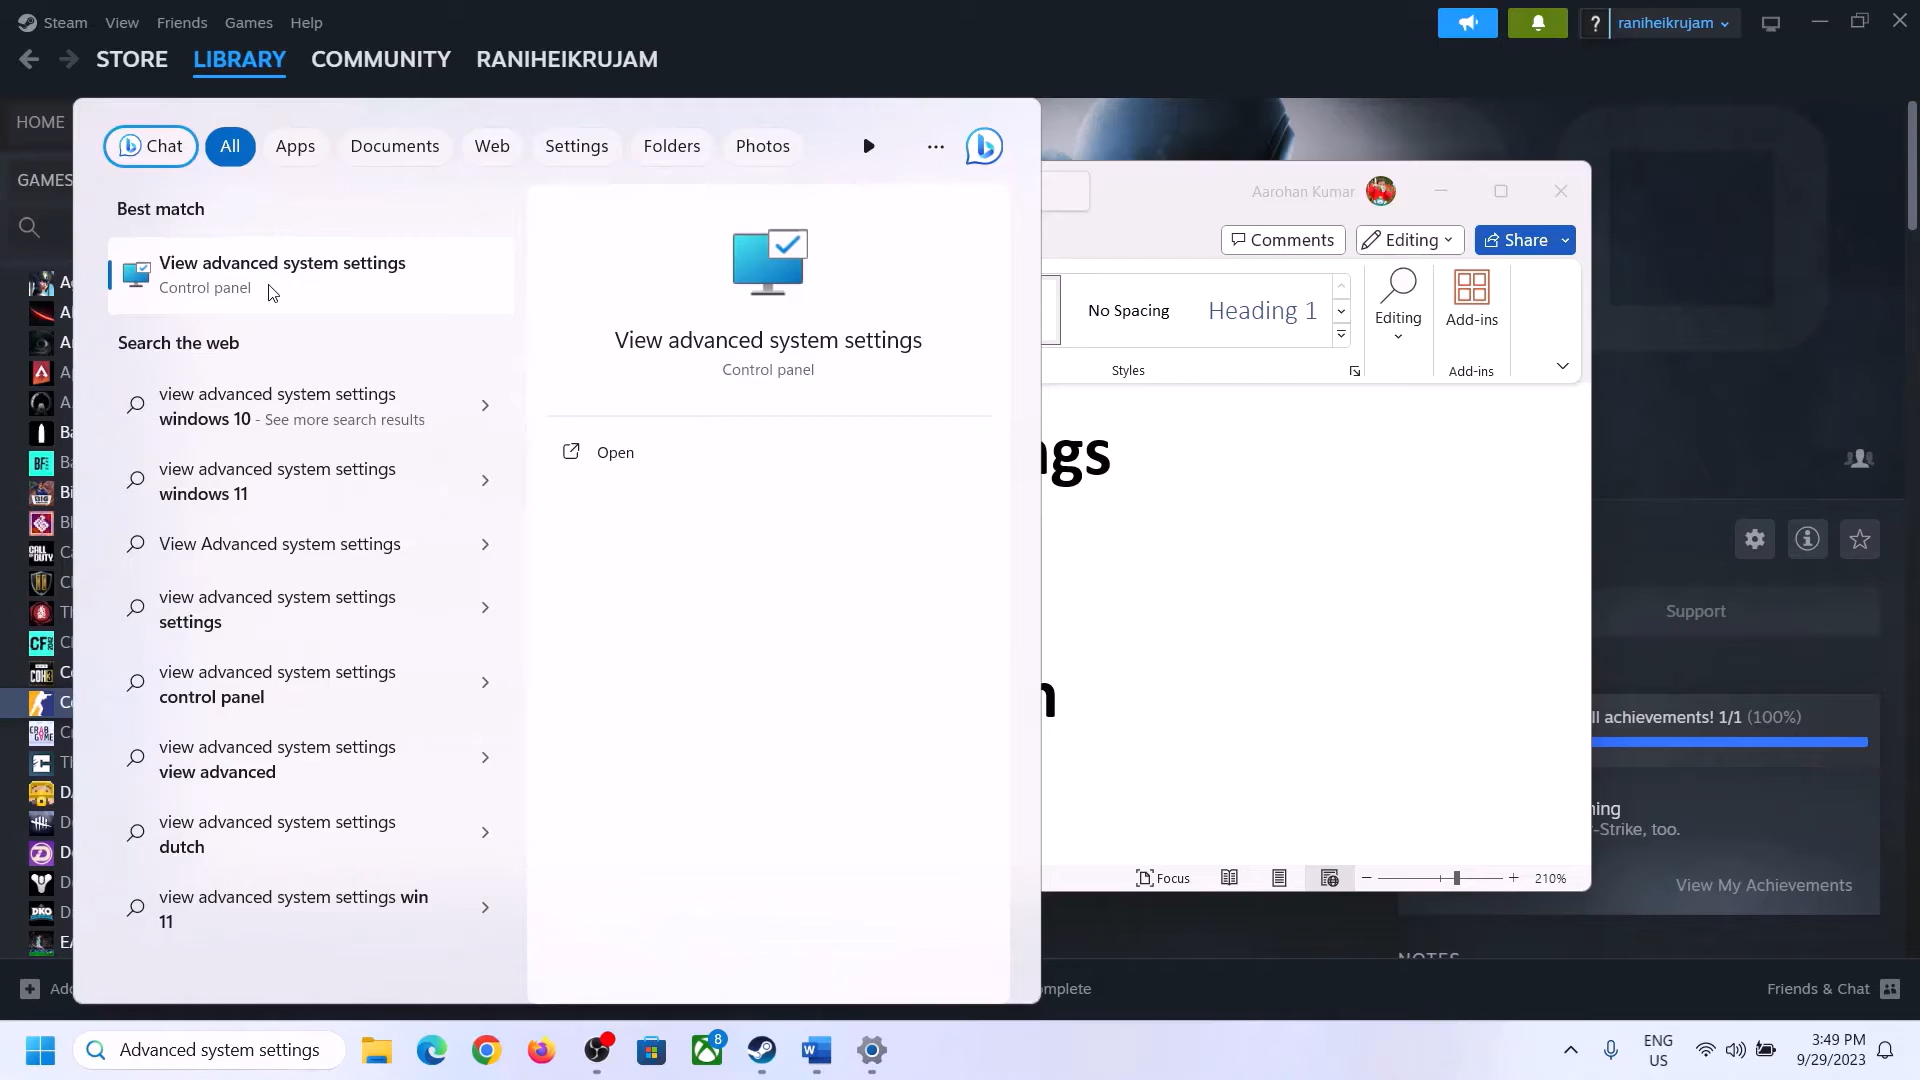 Steam View Friends Games Help
raniheikrujam
STORE LIBRARY COMMUNITY RANIHEIKRUJAM
HOME
GAMES
Chat All Apps Documents Web Settings Folders Photos
Best match
View advanced system settings
Control panel
Search the web
view advanced system settings
windows 10 - See more search results
view advanced system settings
windows 11
View Advanced system settings
view advanced system settings
settings
view advanced system settings
control panel
view advanced system settings
view advanced
view advanced system settings
dutch
view advanced system settings win
11
View advanced system settings
Control panel
Open
Aarohan Kumar
Comments Editing Share
No Spacing Heading 1
Editing
Add-ins
Styles
Add-ins
ngs
Focus
210%
Support
ll achievements! 1/1 (100%)
-Strike, too.
View My Achievements
Friends & Chat
Advanced system settings
8
ENG
US
3:49 PM
9/29/2023